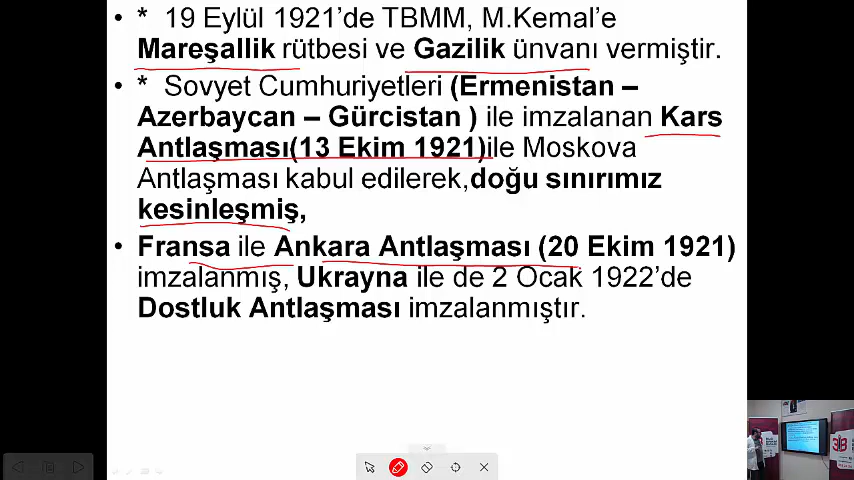 • * 19 Eylül 1921’de TBMM, M.Kemal’e
Mareşallik rütbesi ve Gazilik ünvanı vermiştir.
• * Sovyet Cumhuriyetleri (Ermenistan –
Azerbaycan – Gürcistan ) ile imzalanan Kars
Antlaşması(13 Ekim 1921)ile Moskova
Antlaşması kabul edilerek,doğu sınırımız
kesinleşmiş,
• Fransa ile Ankara Antlaşması (20 Ekim 1921)
imzalanmış, Ukrayna ile de 2 Ocak 1922’de
Dostluk Antlaşması imzalanmıştır.